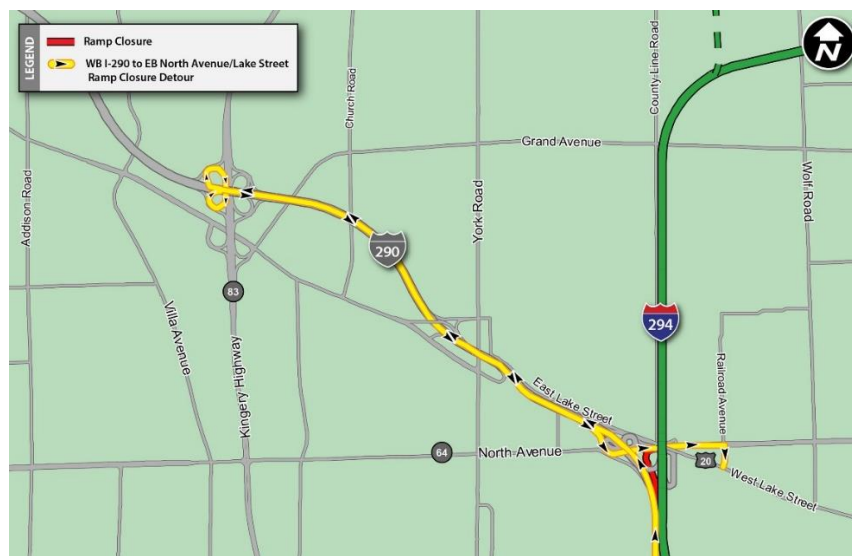 LEGEND
Ramp Closure
WB I-290 to EB North Avenue/Lake Street
Ramp Closure Detour
N
Addison Road
Church Road
County Line Road
Grand Avenue
York Road
Wolf Road
290
83
Villa Avenue
Kingery Highway
294
Railroad Avenue
East Lake Street
64
North Avenue
20
West Lake Street